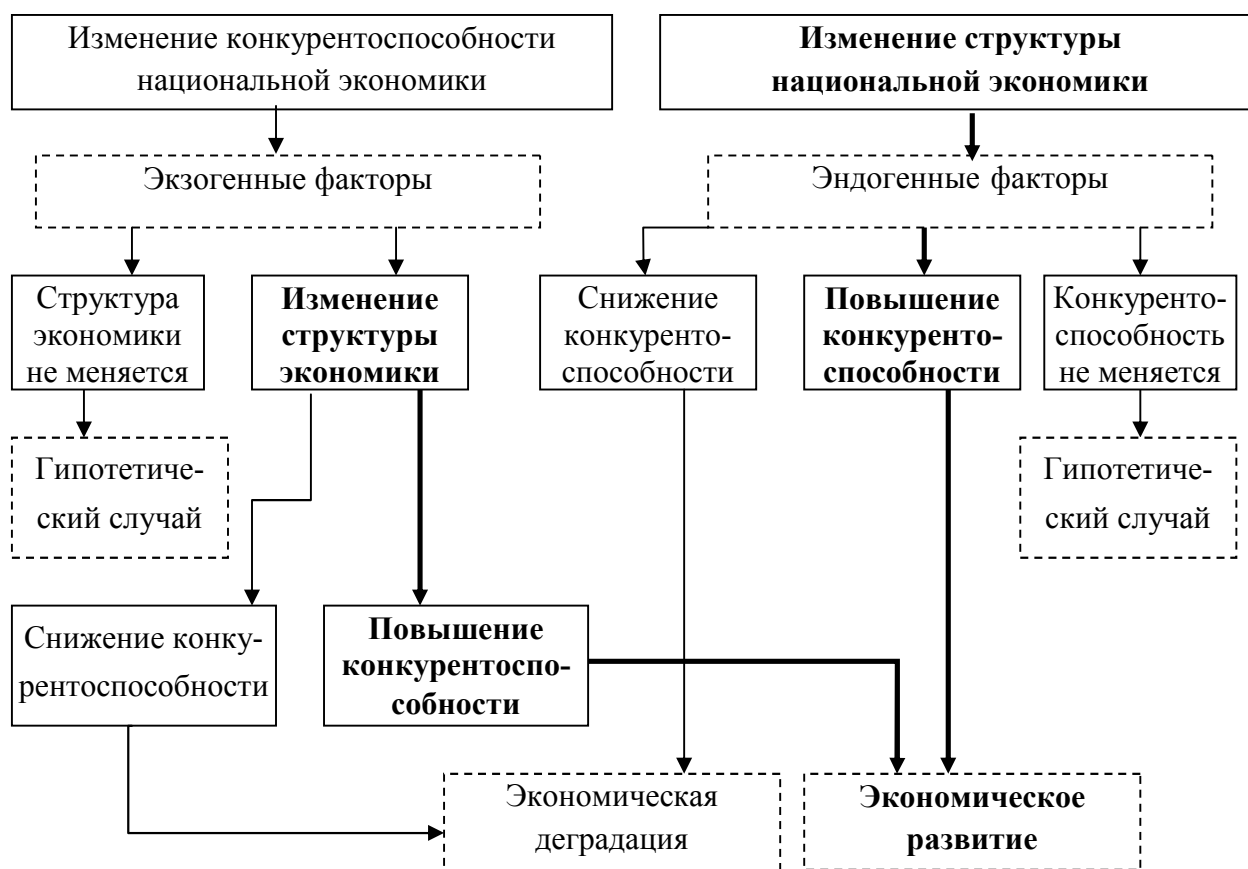 Изменение конкурентоспособности
национальной экономики
Изменение структуры
национальной экономики
Экзогенные факторы
Эндогенные факторы
Структура
экономики
не меняется
Изменение
структуры
экономики
Снижение
конкуренто-
способности
Повышение
конкуренто-
способности
Конкуренто-
способность
не меняется
Гипотетиче-
ский случай
Гипотетиче-
ский случай
Снижение конку-
рентоспособности
Повышение
конкурентоспо-
собности
Экономическая
деградация
Экономическое
развитие